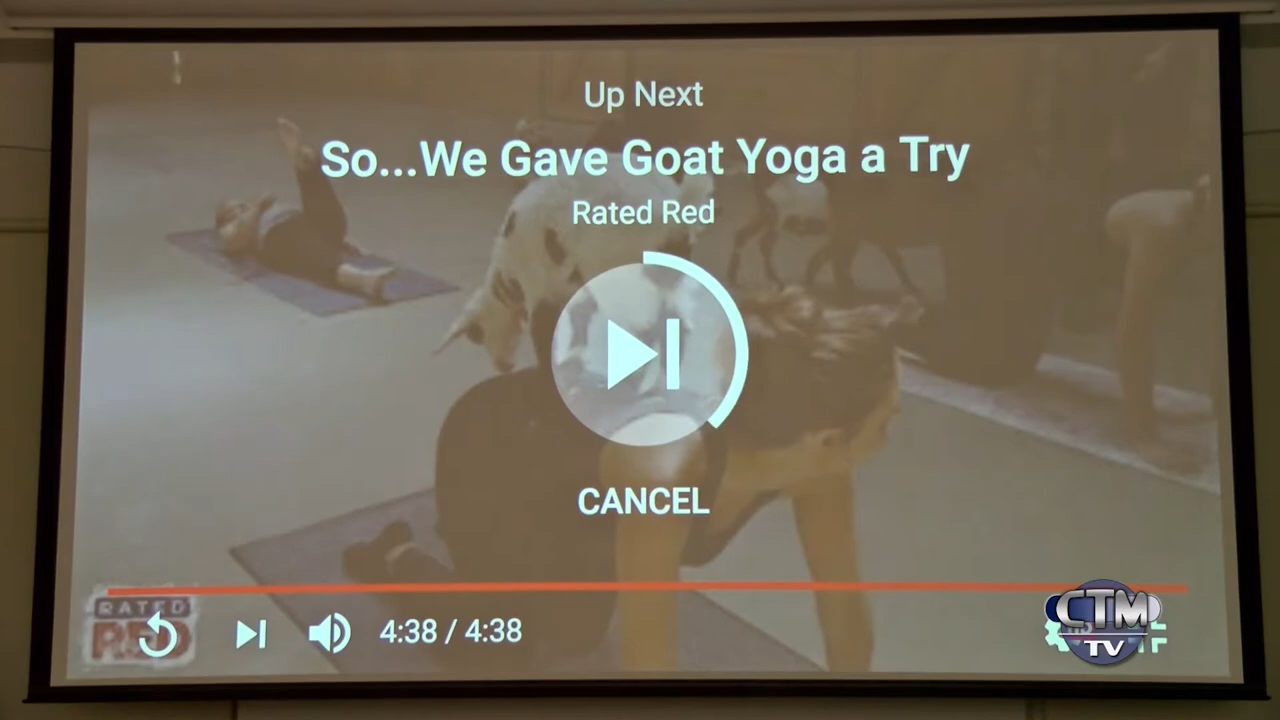 Up Next
So...We Gave Goat Yoga a Try
Rated Red
CANCEL
RATED
RED
4:38 / 4:38
CTM
TV